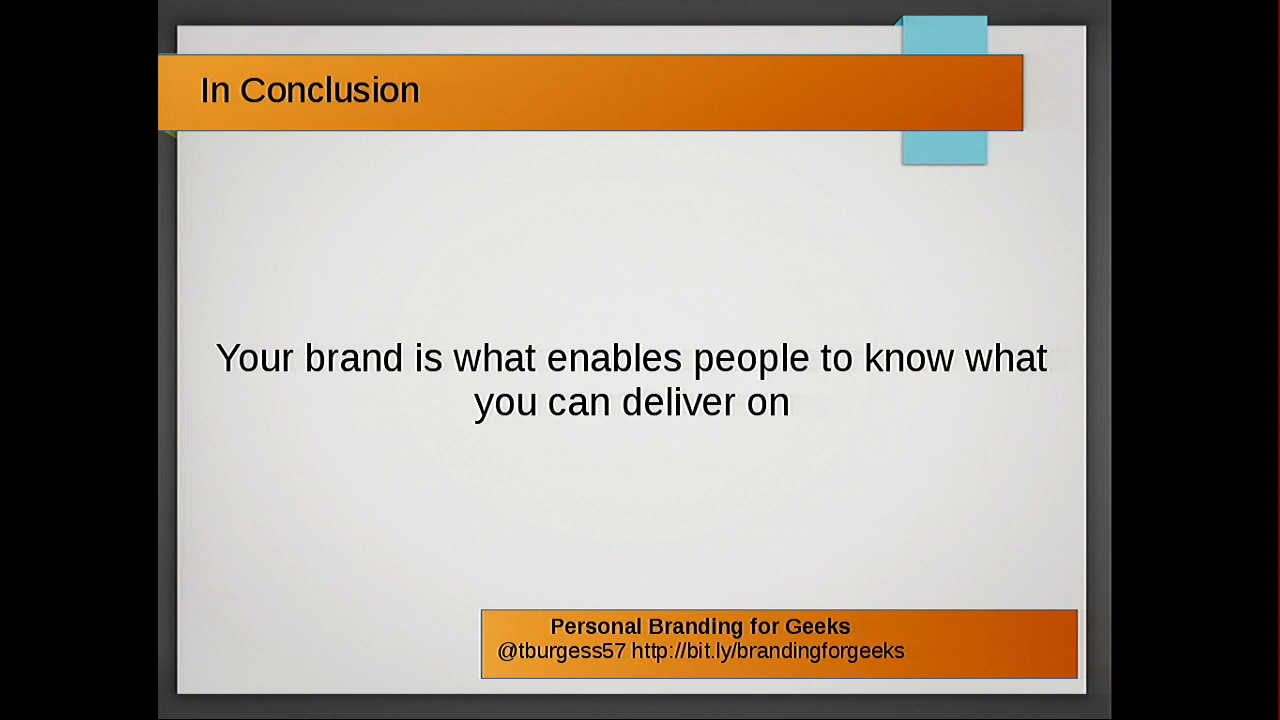 In Conclusion
Your brand is what enables people to know what
you can deliver on
Personal Branding for Geeks
@tburgess57 http://bit.ly/brandingforgeeks